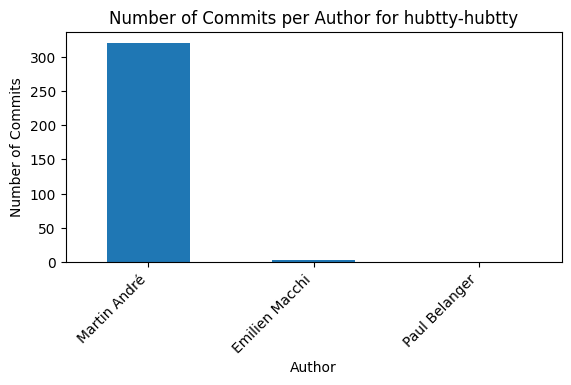 Number of Commits per Author for hubtty-hubtty
Number of Commits
300
250
200
150
100
50
0
Martin André
Emilien Macchi
Paul Belanger
Author